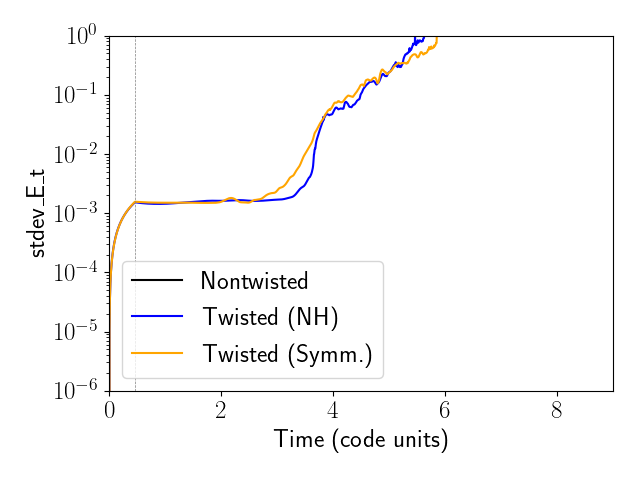 10^0
10^-1
10^-2
10^-3
10^-4
10^-5
10^-6
stdev_E_t
Nontwisted
Twisted (NH)
Twisted (Symm.)
0 2 4 6 8
Time (code units)